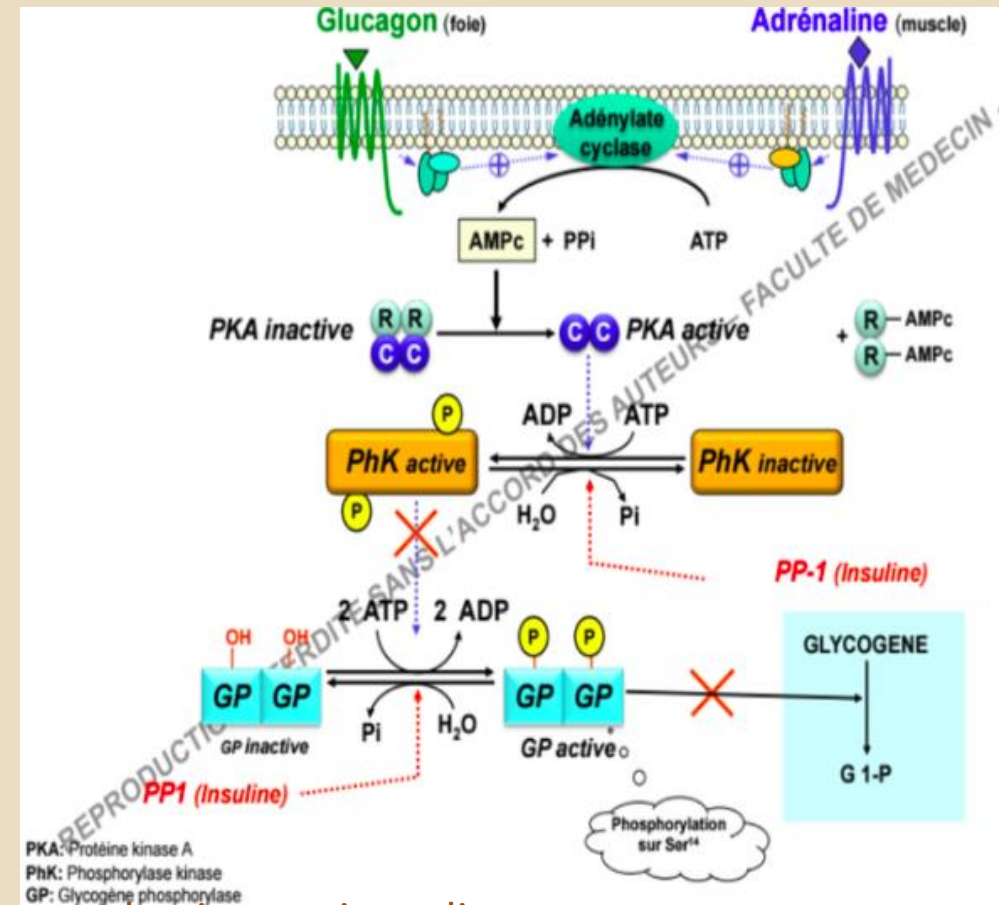 Glucagon (foie)
Adrénaline (muscle)
Adénylate
cyclase
AMPc + PPi
ATP
PKA inactive
R R
C C
C C
PKA active
+
R AMPc
R AMPc
P
ADP
ATP
PhK active
PhK inactive
P
H2O
Pi
PP-1 (Insuline)
2 ATP 2 ADP
OH OH
P P
GLYCOGENE
GP GP
GP GP
Pi
H2O
GP inactive
GP active
G 1-P
PP1 (Insuline)
Phosphorylation
sur Ser14
SANS L'ACCORD DES AUTEURS – FACULTE DE MEDECIN
PKA: Protéine kinase A
PhK: Phosphorylase kinase
GP: Glycogène phosphorylase